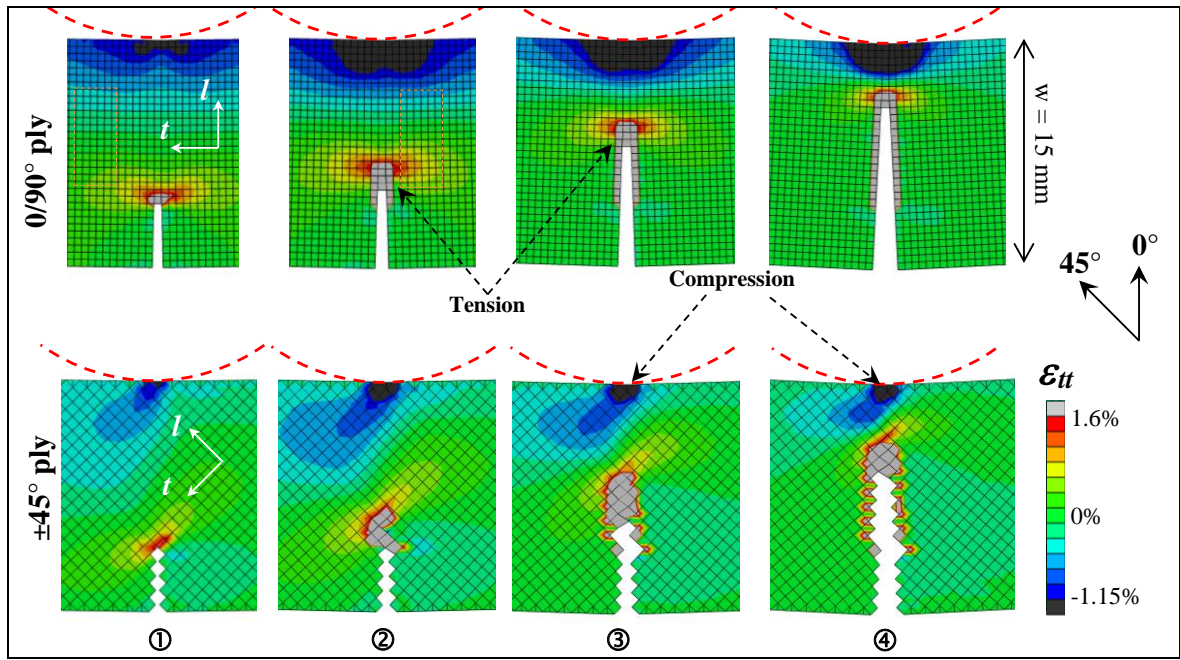 0/90° ply
l
t
w = 15 mm
Tension
Compression
45°
0°
±45° ply
l
t
εtt
1.6%
0%
-1.15%
① ② ③ ④